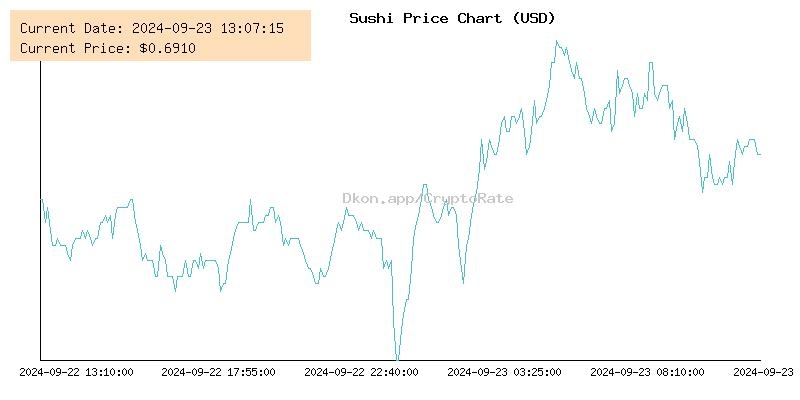 Sushi Price Chart (USD)
Current Date: 2024-09-23 13:07:15
Current Price: $0.6910
Dkon.app/CryptoRate
2024-09-22 13:10:00 2024-09-22 17:55:00 2024-09-22 22:40:00 2024-09-23 03:25:00 2024-09-23 08:10:00 2024-09-23